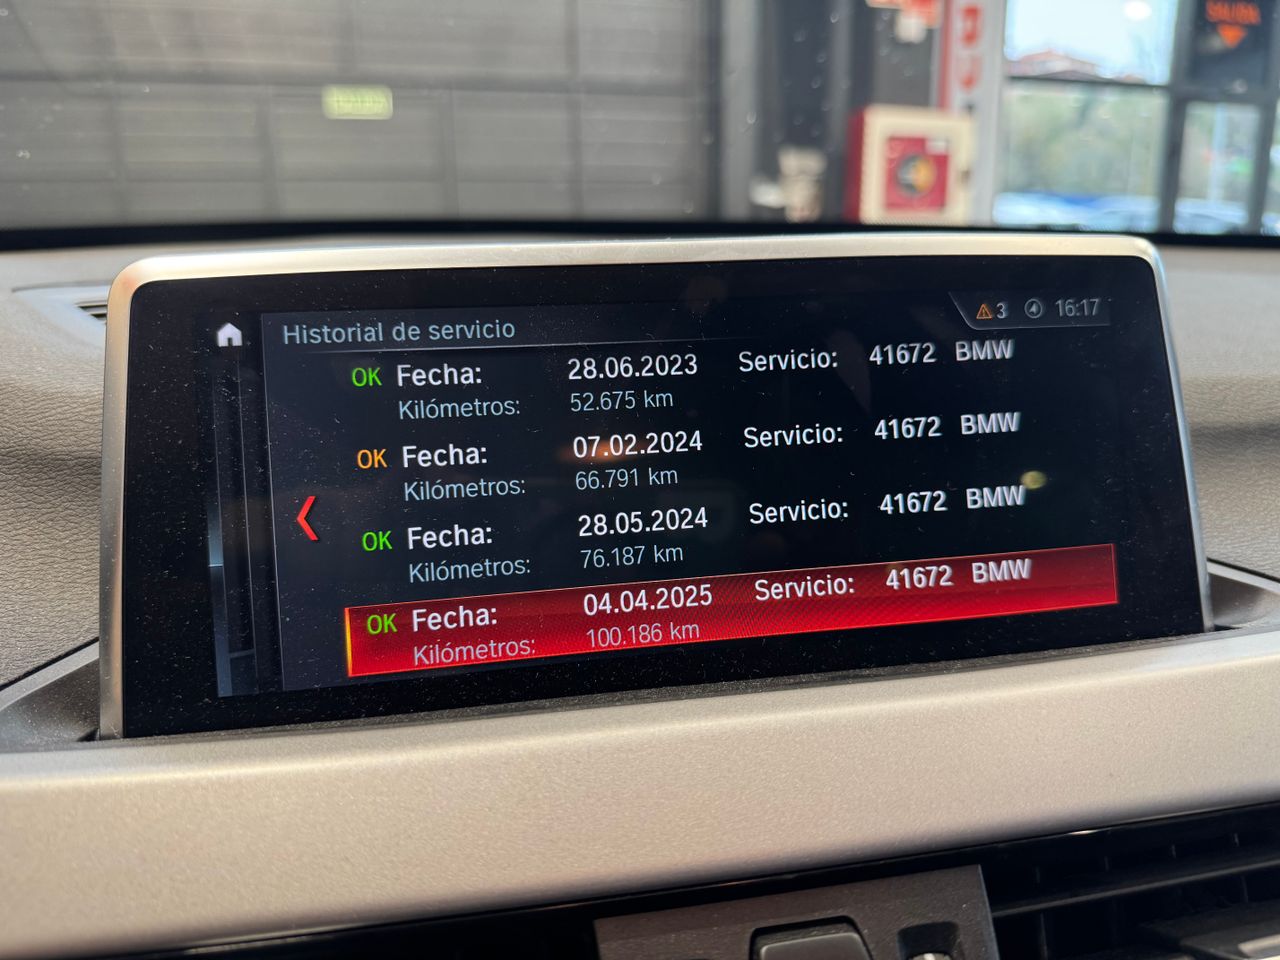 SALIDA
Historial de servicio
3 16:17
OK Fecha: 28.06.2023 Servicio: 41672 BMW
Kilómetros: 52.675 km
OK Fecha: 07.02.2024 Servicio: 41672 BMW
Kilómetros: 66.791 km
OK Fecha: 28.05.2024 Servicio: 41672 BMW
Kilómetros: 76.187 km
OK Fecha: 04.04.2025 Servicio: 41672 BMW
Kilómetros: 100.186 km